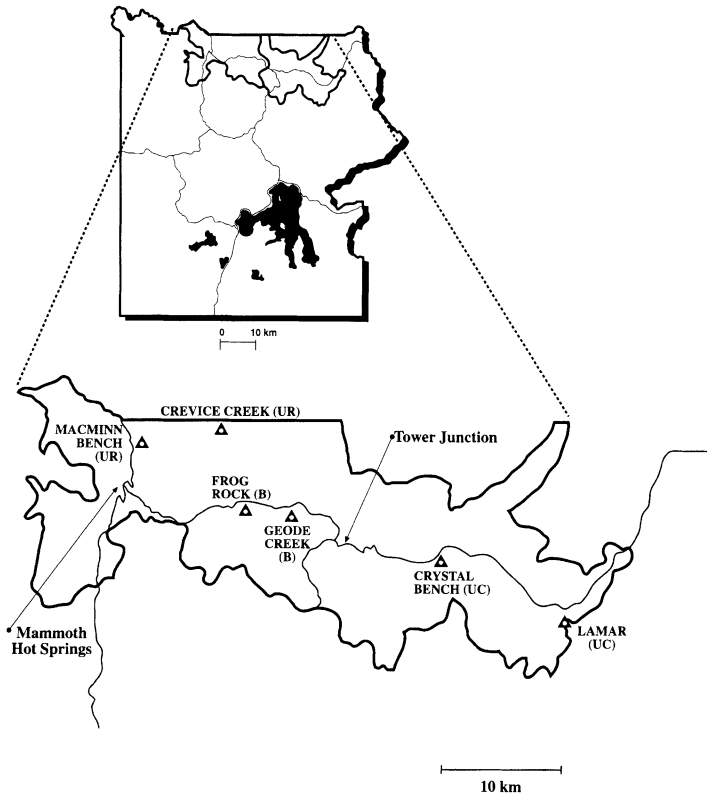 0 10 km
CREVICE CREEK (UR)
MACMINN
BENCH
(UR)
Tower Junction
FROG
ROCK (B)
GEODE
CREEK
(B)
CRYSTAL
BENCH (UC)
Mammoth
Hot Springs
LAMAR
(UC)
10 km